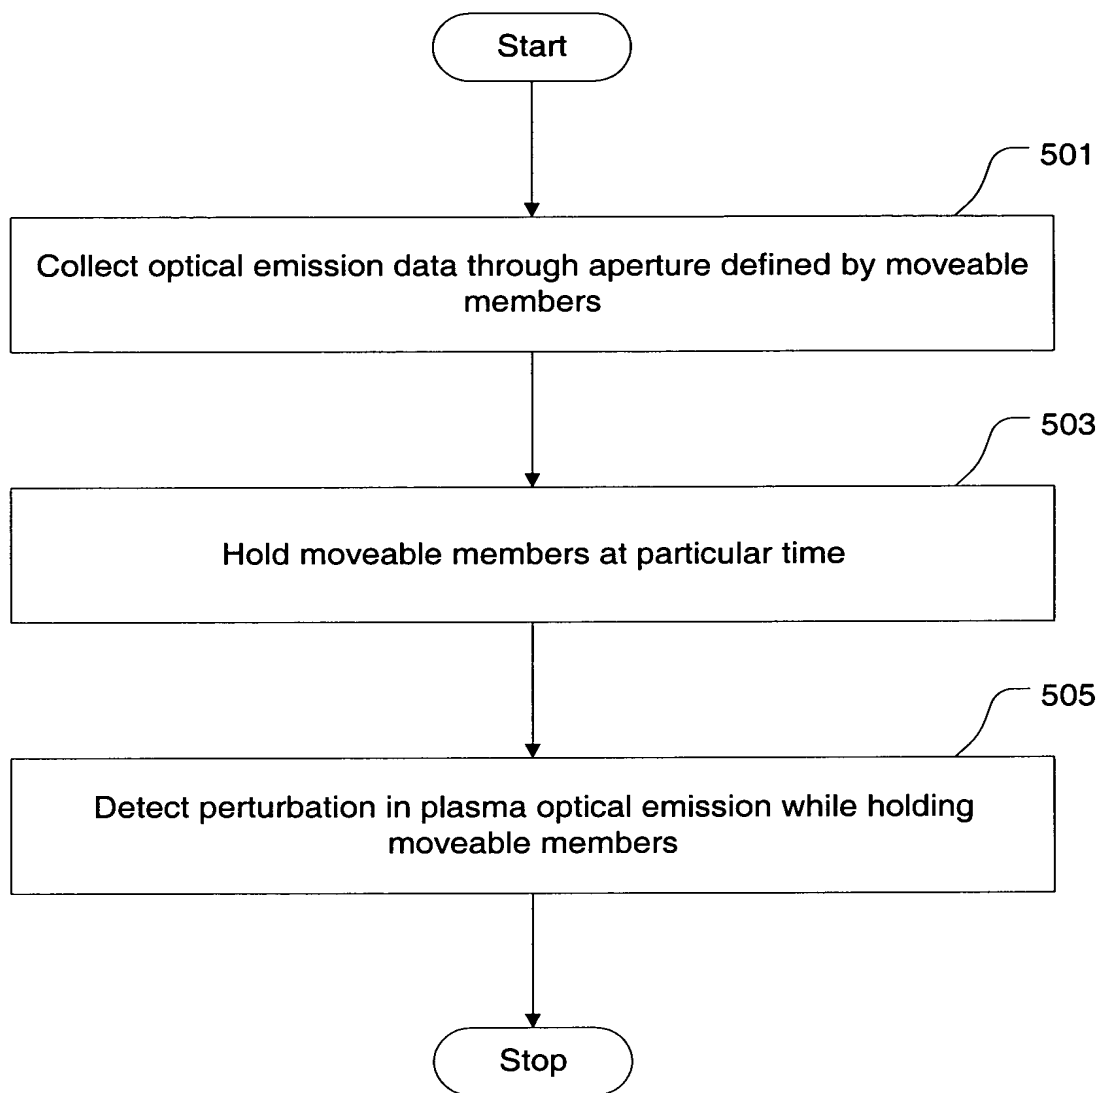 Start
501
Collect optical emission data through aperture defined by moveable
members
503
Hold moveable members at particular time
505
Detect perturbation in plasma optical emission while holding
moveable members
Stop